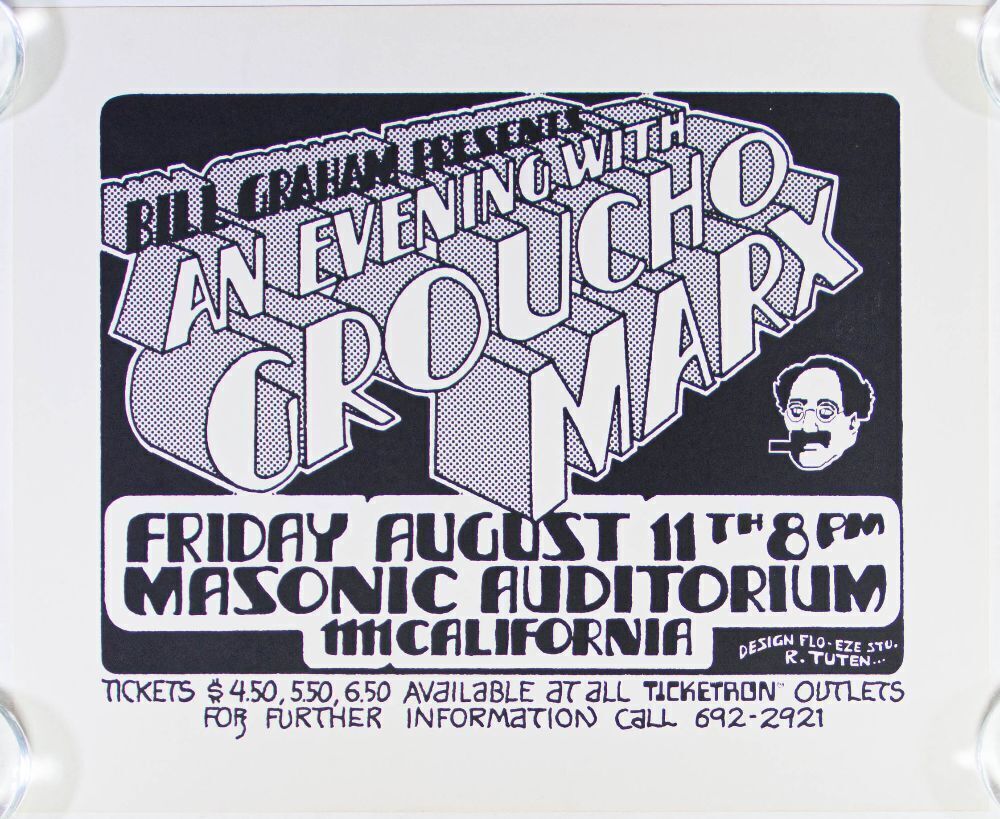 BILL GRAHAM PRESENTS
AN EVENING WITH
GROUCHO
MARX
FRIDAY AUGUST 11TH 8 PM
MASONIC AUDITORIUM
1111 CALIFORNIA
DESIGN FLO-EZE STU.
R. TUTEN...
TICKETS $4.50, 5.50, 6.50 AVAILABLE AT ALL TICKETRON™ OUTLETS
FOR FURTHER INFORMATION CALL 692-2921